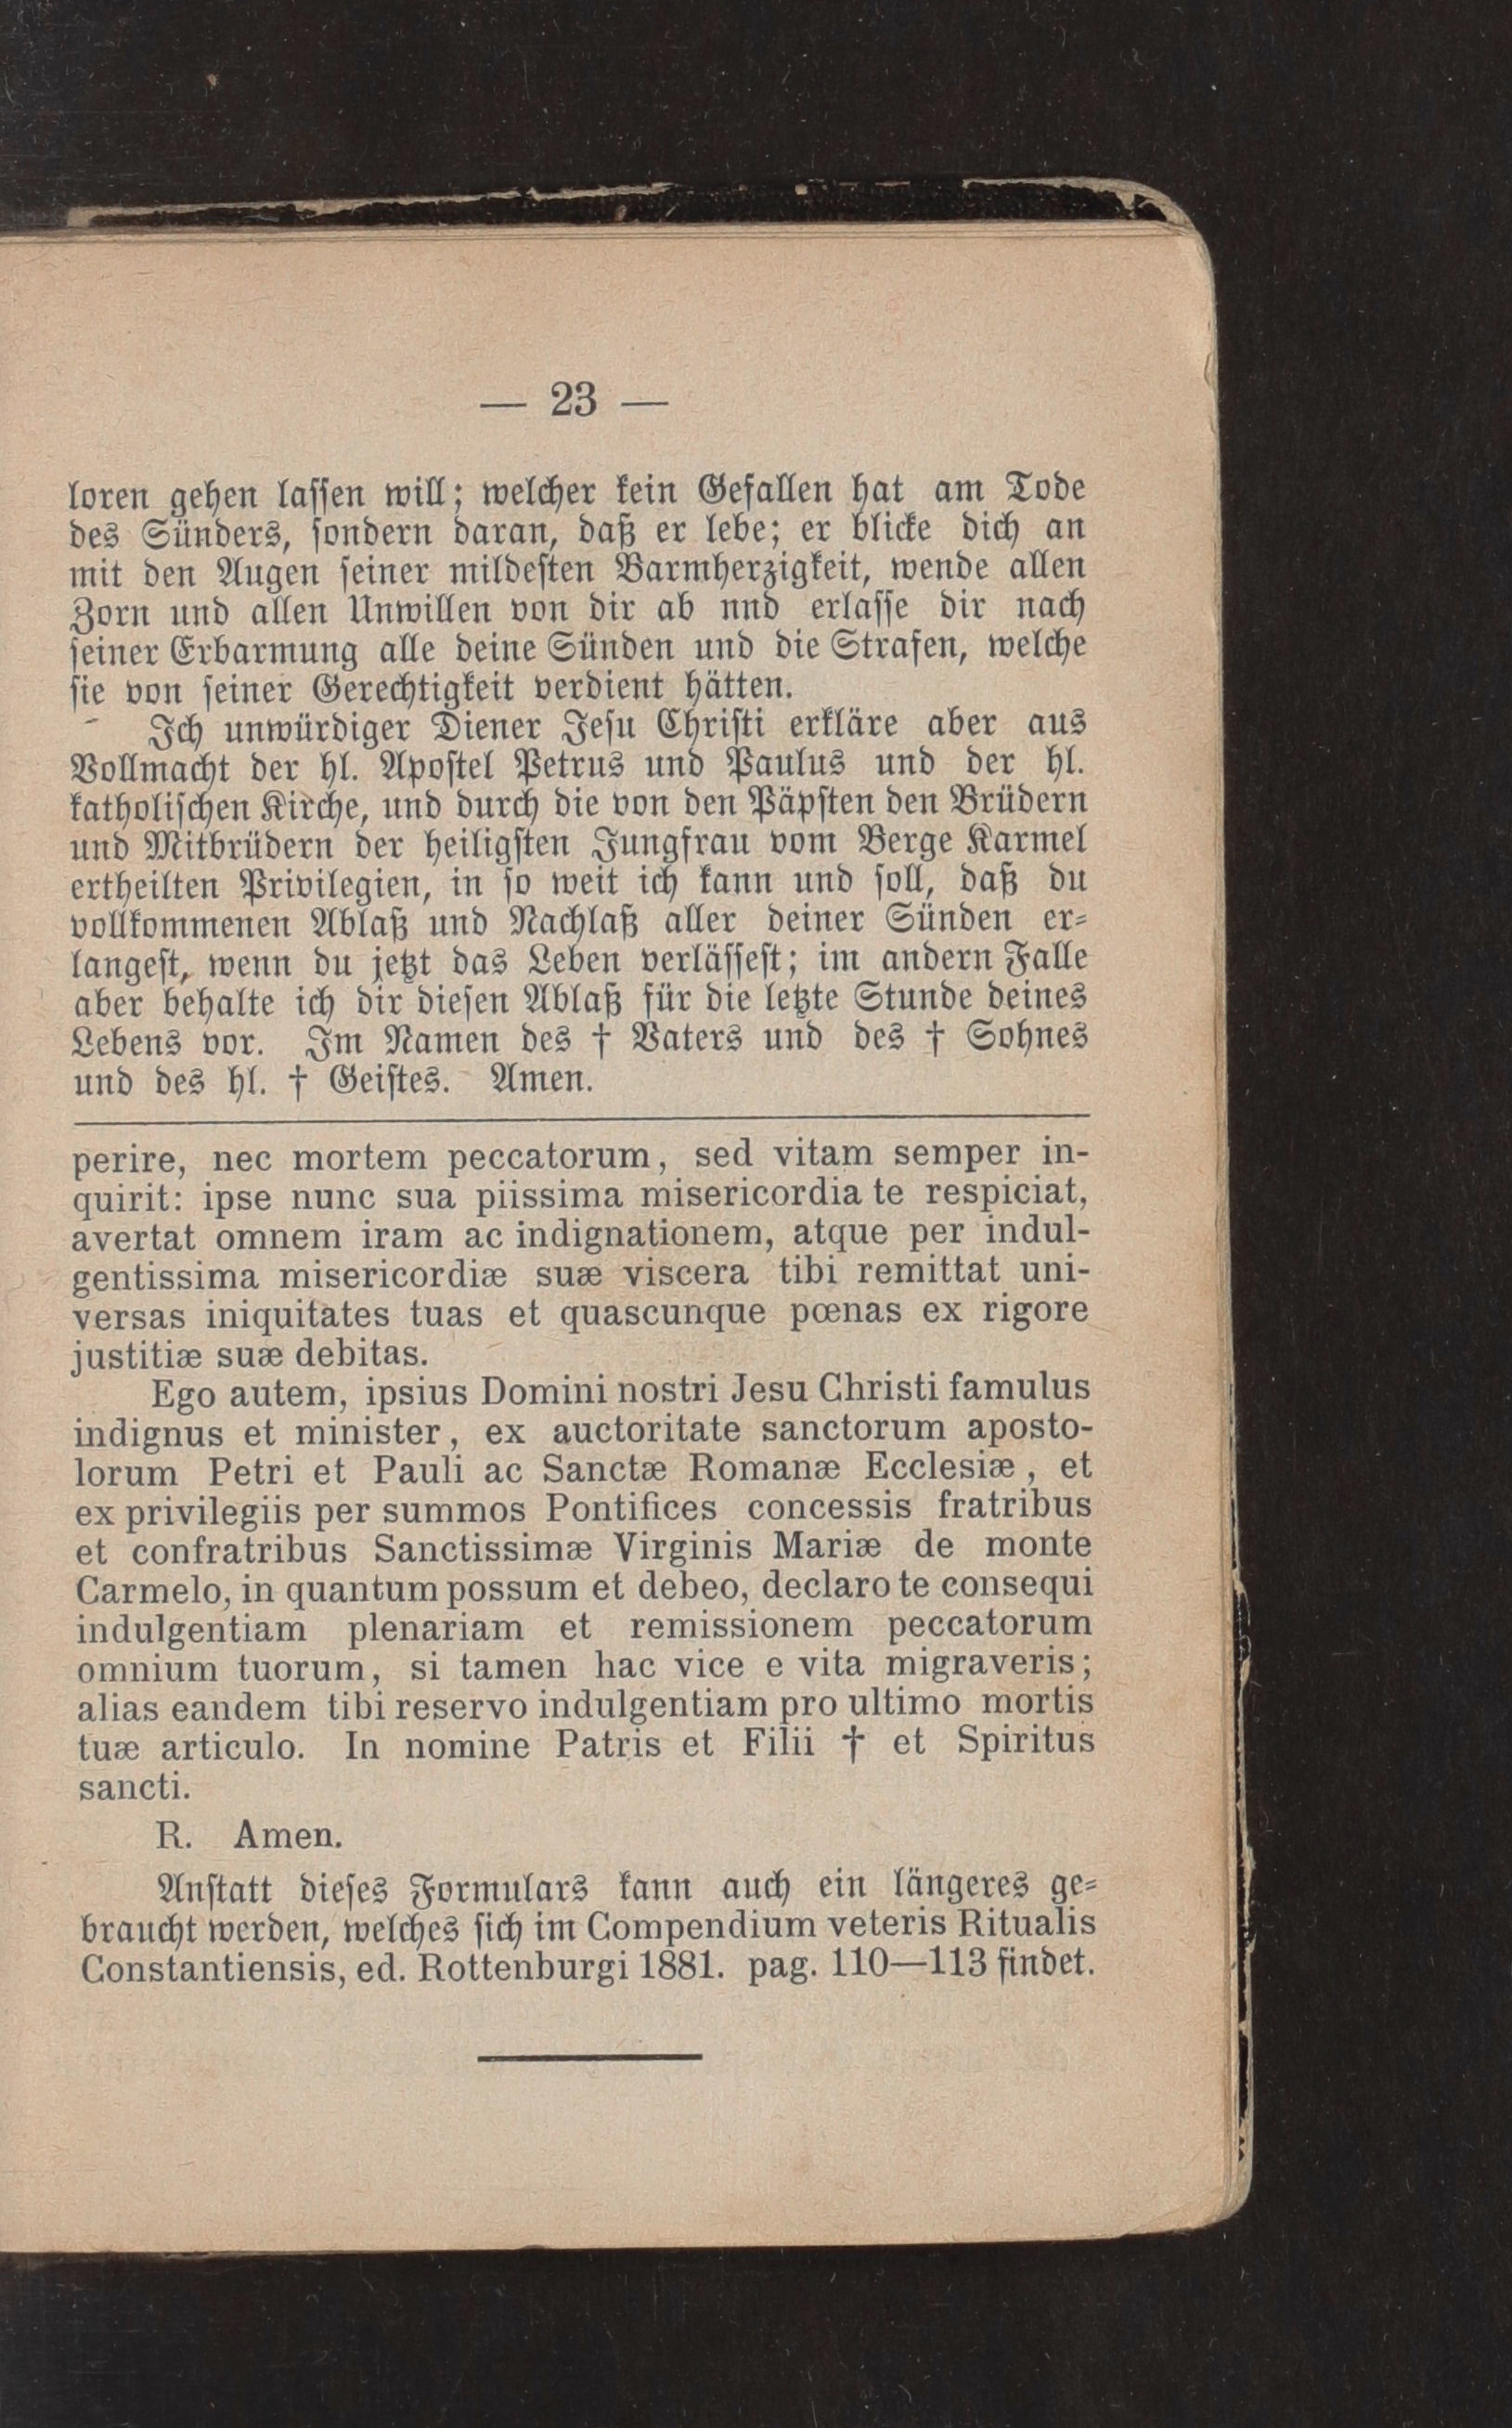 — 23 —
loren gehen lassen will; welcher kein Gefallen hat am Tode
des Sünders, sondern daran, daß er lebe; er blicke dich an
mit den Augen seiner mildesten Barmherzigkeit, wende allen
Zorn und allen Unwillen von dir ab nnd erlasse dir nach
seiner Erbarmung alle deine Sünden und die Strafen, welche
sie von seiner Gerechtigkeit verdient hätten.
Ich unwürdiger Diener Jesu Christi erkläre aber aus
Vollmacht der hl. Apostel Petrus und Paulus und der hl.
katholischen Kirche, und durch die von den Päpsten den Brüdern
und Mitbrüdern der heiligsten Jungfrau vom Berge Karmel
ertheilten Privilegien, in so weit ich kann und soll, daß du
vollkommenen Ablaß und Nachlaß aller deiner Sünden er-
langest, wenn du jetzt das Leben verlässest; im andern Falle
aber behalte ich dir diesen Ablaß für die letzte Stunde deines
Lebens vor. Im Namen des † Vaters und des † Sohnes
und des hl. † Geistes. Amen.
perire, nec mortem peccatorum, sed vitam semper in-
quirit: ipse nunc sua piissima misericordia te respiciat,
avertat omnem iram ac indignationem, atque per indul-
gentissima misericordiæ suæ viscera tibi remittat uni-
versas iniquitates tuas et quascunque pœnas ex rigore
justitiæ suæ debitas.
Ego autem, ipsius Domini nostri Jesu Christi famulus
indignus et minister, ex auctoritate sanctorum aposto-
lorum Petri et Pauli ac Sanctæ Romanæ Ecclesiæ, et
ex privilegiis per summos Pontifices concessis fratribus
et confratribus Sanctissimæ Virginis Mariæ de monte
Carmelo, in quantum possum et debeo, declaro te consequi
indulgentiam plenariam et remissionem peccatorum
omnium tuorum, si tamen hac vice e vita migraveris;
alias eandem tibi reservo indulgentiam pro ultimo mortis
tuæ articulo. In nomine Patris et Filii † et Spiritus
sancti.
R. Amen.
Anstatt dieses Formulars kann auch ein längeres ge-
braucht werden, welches sich im Compendium veteris Ritualis
Constantiensis, ed. Rottenburgi 1881. pag. 110—113 findet.